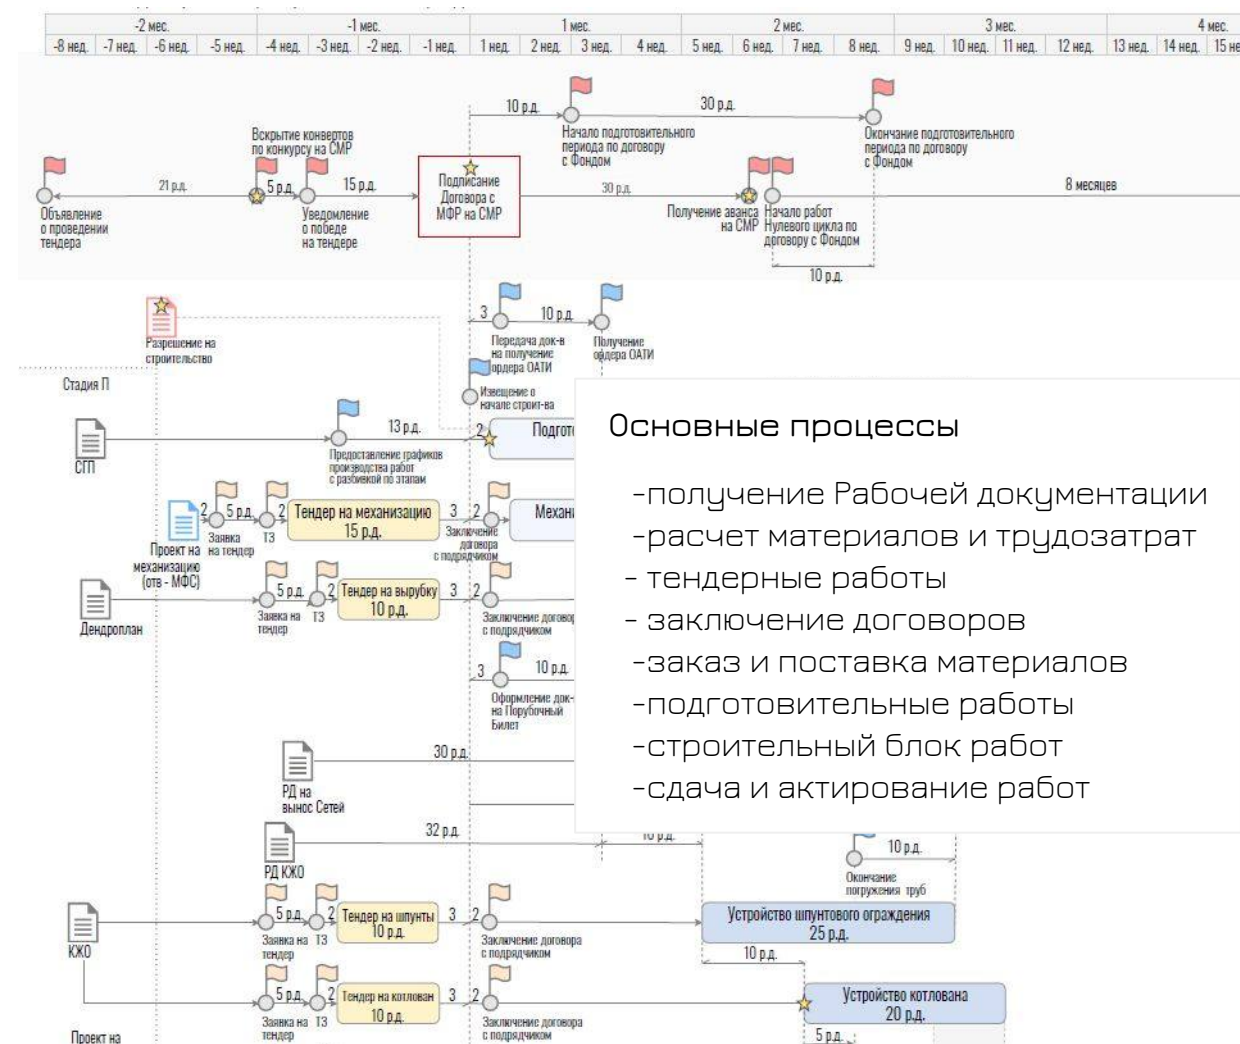 -2 мес. -1 мес. 1 мес. 2 мес. 3 мес. 4 мес.
-8 нед. -7 нед. -6 нед. -5 нед. -4 нед. -3 нед. -2 нед. -1 нед. 1 нед. 2 нед. 3 нед. 4 нед. 5 нед. 6 нед. 7 нед. 8 нед. 9 нед. 10 нед. 11 нед. 12 нед. 13 нед. 14 нед. 15 не
10 р.д. 30 р.д.
Начало подготовительного
периода по договору
с Фондом
Окончание подготовительного
периода по договору
с Фондом
Вскрытие конвертов
по конкурсу на СМР
21 р.д. 5 р.д. 15 р.д.
Подписание
Договора с
МФР на СМР
30 р.д. 8 месяцев
Объявление
о проведении
тендера
Уведомление
о победе
на тендере
Получение аванса
на СМР
Начало работ
Нулевого цикла по
договору с Фондом
10 р.д.
Разрешение на
строительство
3 10 р.д.
Передача док-в
на получение
ордера ОАТИ
Получение
ордера ОАТИ
Стадия П
Извещение о
начале строит-ва
СГП
13 р.д. 2 Подгот
Предоставление графиков
производства работ
с разбивкой по этапам
Основные процессы
-получение Рабочей документации
-расчет материалов и трудозатрат
- тендерные работы
- заключение договоров
-заказ и поставка материалов
-подготовительные работы
-строительный блок работ
-сдача и актирование работ
Проект на
механизацию
(отв - МФС)
2 5 р.д. 2
Заявка
на тендер
ТЗ
Тендер на механизацию
15 р.д.
3 2 Механи
Заключение
договора
с подрядчиком
Дендроплан
5 р.д. 2
Заявка на
тендер
ТЗ
Тендер на вырубку
10 р.д.
3 2
Заключение договор
с подрядчиком
3 10 р.д.
Оформление док-
на Порубочный
Билет
РД на
вынос Сетей
30 р.д.
РД КЖО
32 р.д. 10 р.д.
10 р.д.
Окончание
погружения труб
КЖО
5 р.д. 2
Заявка на
тендер
ТЗ
Тендер на шпунты
10 р.д.
3 2
Заключение договора
с подрядчиком
Устройство шпунтового ограждения
25 р.д.
10 р.д.
5 р.д. 2
Заявка на
тендер
ТЗ
Тендер на котлован
10 р.д.
3 2
Заключение договора
с подрядчиком
Устройство котлована
20 р.д.
5 р.д.
Проект на